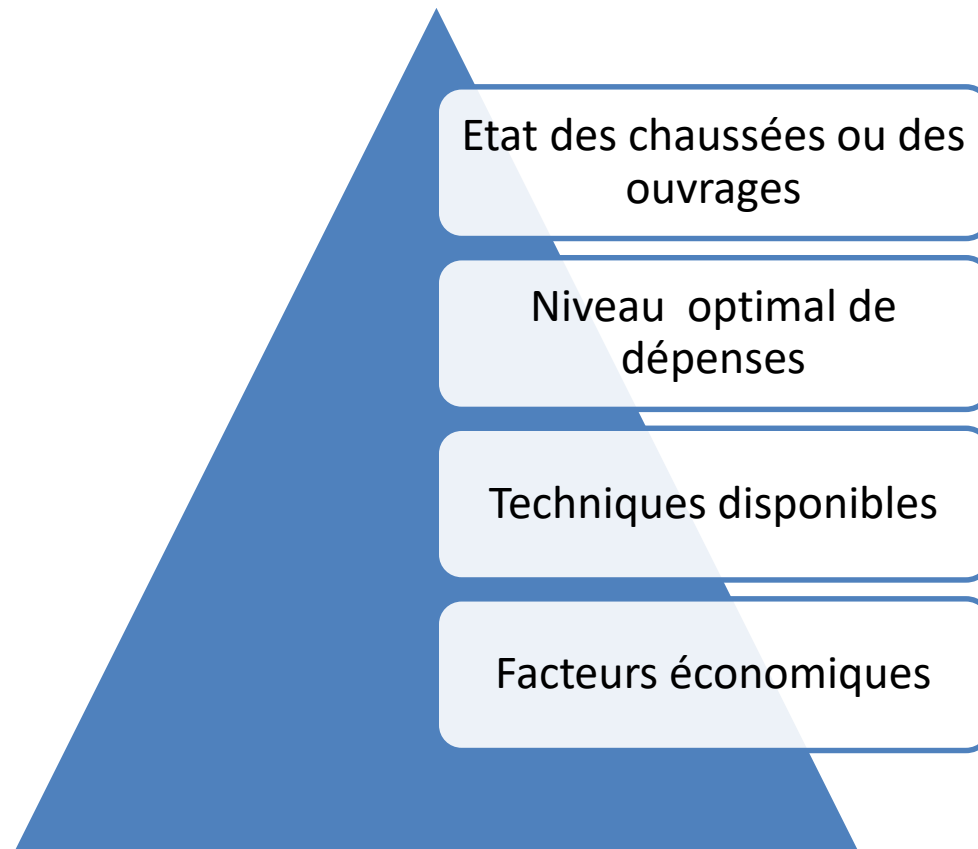 Etat des chaussées ou des
ouvrages
Niveau  optimal de
dépenses
Techniques disponibles
Facteurs économiques